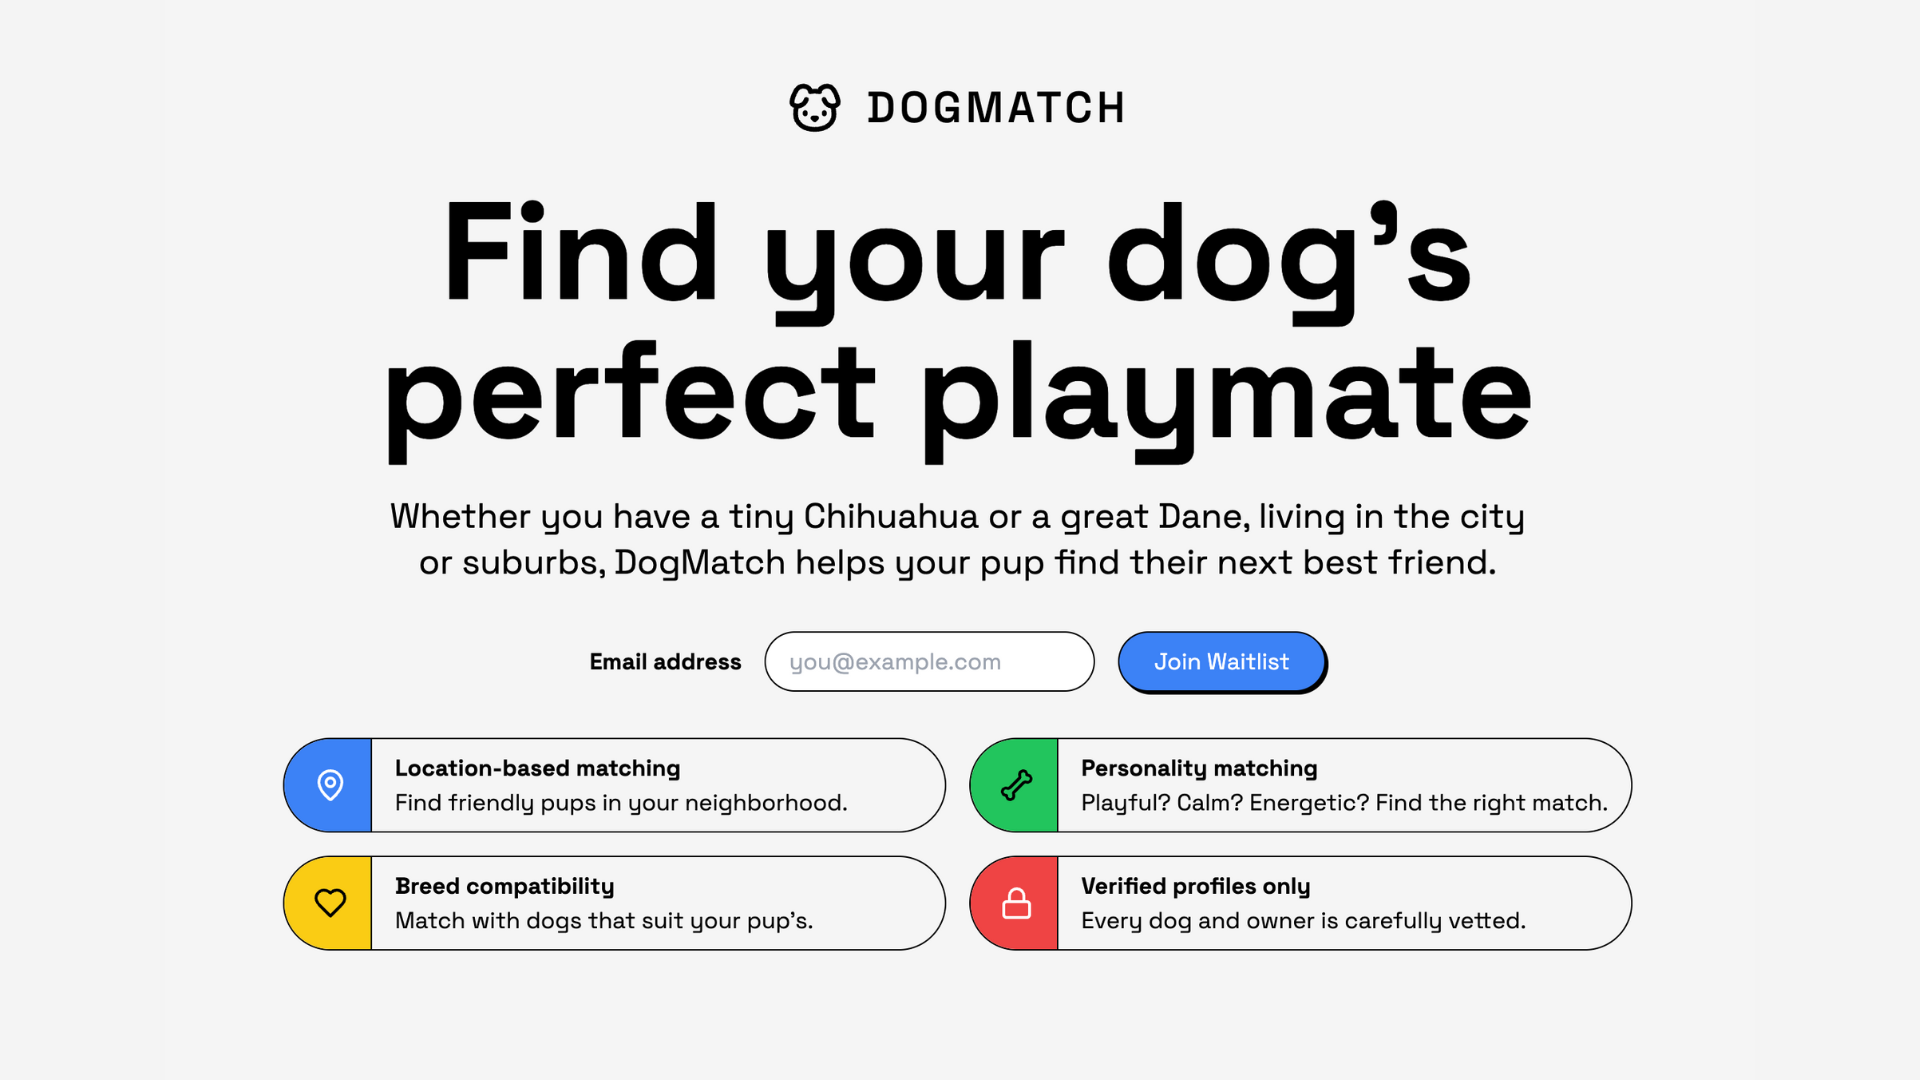 DOGMATCH
Find your dog’s
perfect playmate
Whether you have a tiny Chihuahua or a great Dane, living in the city
or suburbs, DogMatch helps your pup find their next best friend.
Email address
you@example.com
Join Waitlist
Location-based matching
Find friendly pups in your neighborhood.
Personality matching
Playful? Calm? Energetic? Find the right match.
Breed compatibility
Match with dogs that suit your pup’s.
Verified profiles only
Every dog and owner is carefully vetted.